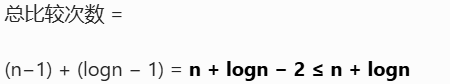 总比较次数 =
(n−1) + (logn − 1) = n + logn − 2 ≤ n + logn